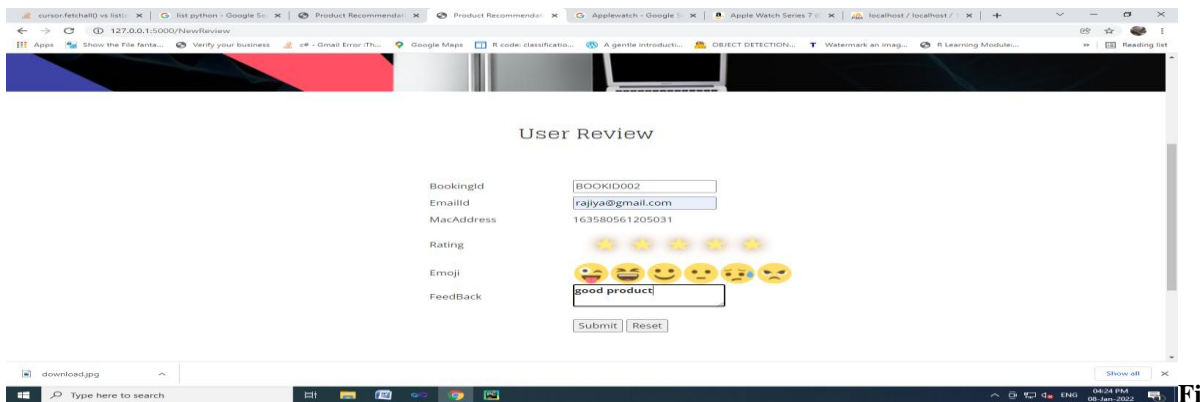 cursor.fetchall() vs list(c
list python - Google Se
Product Recommendat
Product Recommendat
Applewatch - Google S
Apple Watch Series 7 (
localhost / localhost /
127.0.0.1:5000/NewReview
Apps
Show the File fanta...
Verify your business
c# - Gmail Error :Th...
Google Maps
R code: classificatio...
A gentle introducti...
OBJECT DETECTION...
Watermark an imag...
R Learning Module:...
Reading list
User Review
BookingId BOOKID002
EmailId rajiya@gmail.com
MacAddress 163580561205031
Rating
Emoji
FeedBack good product
Submit Reset
download.jpg
Show all
Type here to search
ENG
04:24 PM
08-Jan-2022
Fi